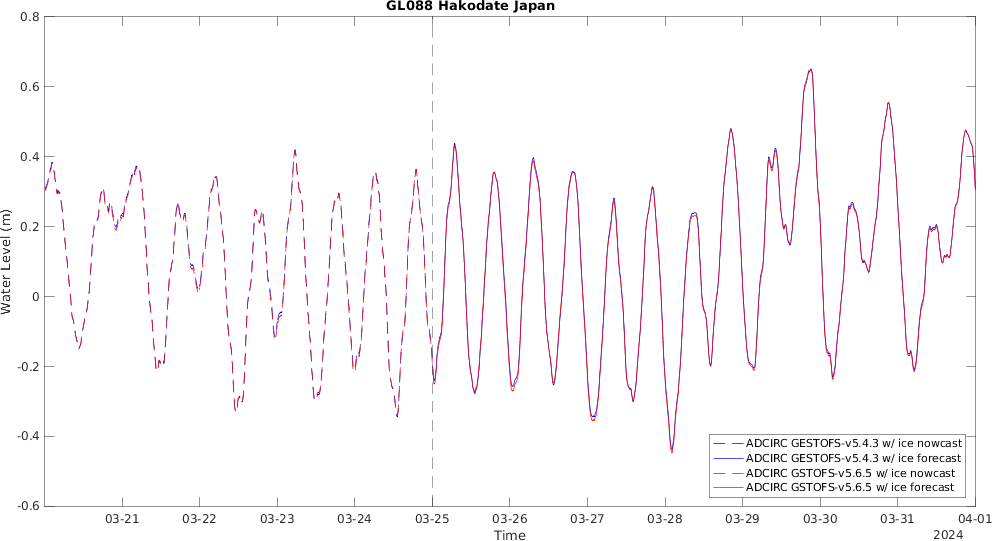 GL088 Hakodate Japan
0.8
0.6
0.4
0.2
0
-0.2
-0.4
-0.6
Water Level (m)
03-21 03-22 03-23 03-24 03-25 03-26 03-27 03-28 03-29 03-30 03-31 04-01
Time
2024
ADCIRC GESTOFS-v5.4.3 w/ ice nowcast
ADCIRC GESTOFS-v5.4.3 w/ ice forecast
ADCIRC GSTOFS-v5.6.5 w/ ice nowcast
ADCIRC GSTOFS-v5.6.5 w/ ice forecast